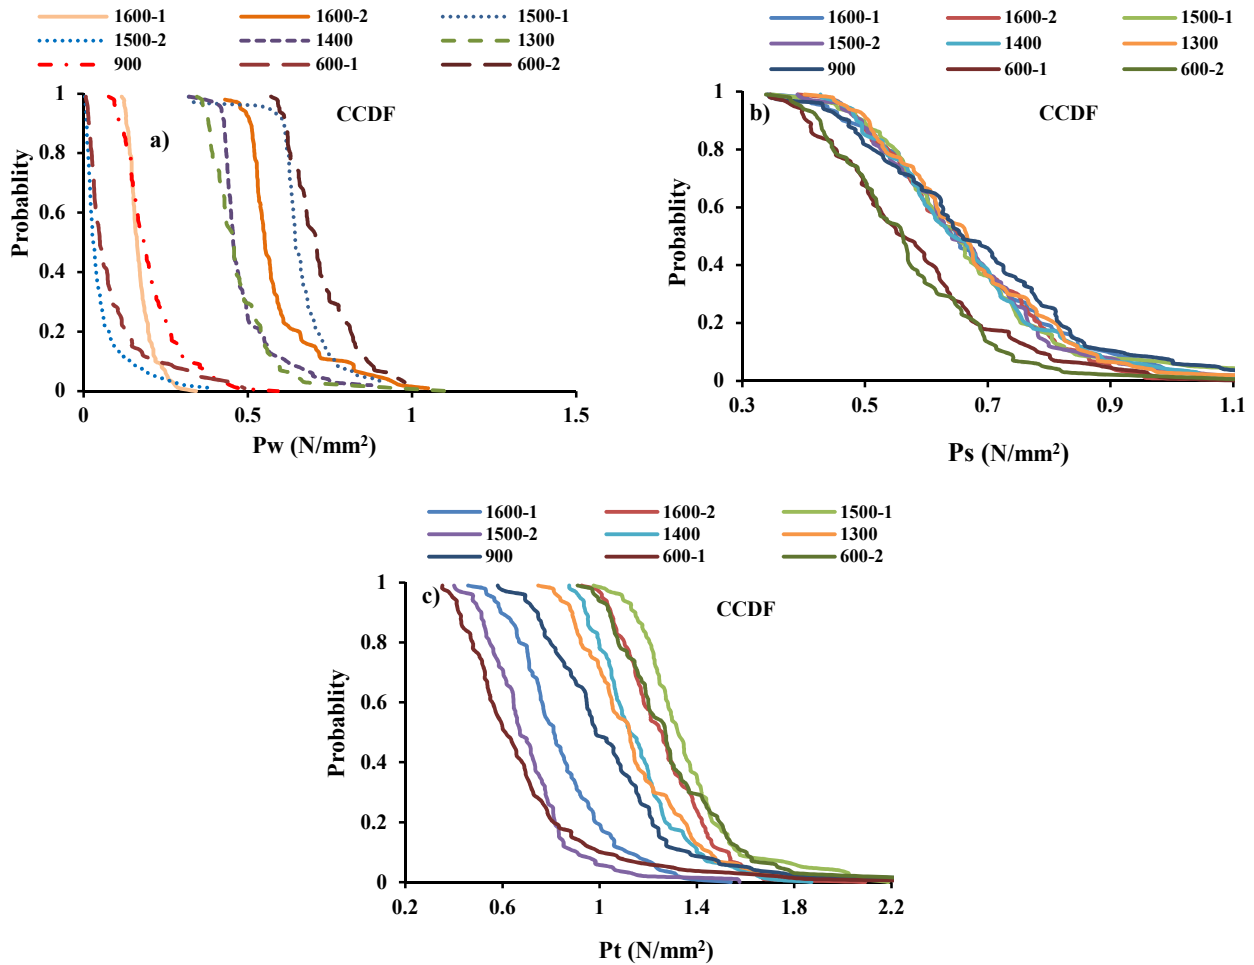 1600-1 1600-2 1500-1
1500-2 1400 1300
900 600-1 600-2
a)
CCDF
Probablity
1
0.8
0.6
0.4
0.2
0
0 0.5 1 1.5
Pw (N/mm²)
1600-1 1600-2 1500-1
1500-2 1400 1300
900 600-1 600-2
b)
CCDF
Probablity
1
0.8
0.6
0.4
0.2
0
0.3 0.5 0.7 0.9 1.1
Ps (N/mm²)
1600-1 1600-2 1500-1
1500-2 1400 1300
900 600-1 600-2
c)
CCDF
Probablity
1
0.8
0.6
0.4
0.2
0
0.2 0.6 1 1.4 1.8 2.2
Pt (N/mm²)